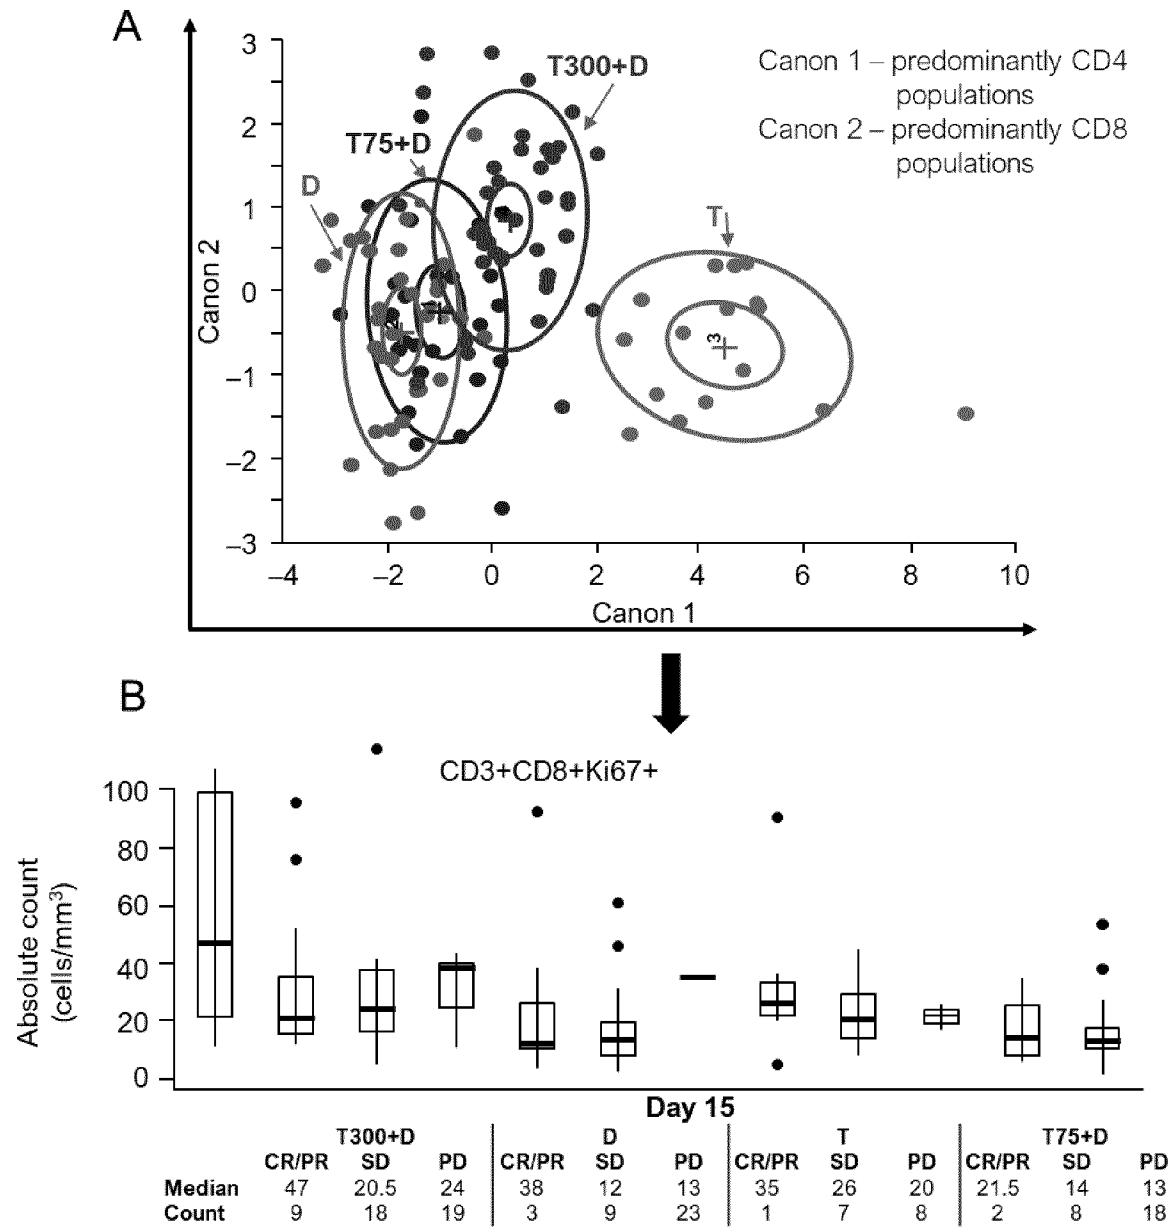 A
T300+D
Canon 1 – predominantly CD4
populations
Canon 2 – predominantly CD8
populations
T75+D
D
T
3
2
1
0
–1
–2
–3
Canon 2
1
2
3
–4
–2
0
2
4
6
8
10
Canon 1
B
CD3+CD8+Ki67+
100
80
60
40
20
0
Absolute count
(cells/mm³)
Day 15
T300+D D T T75+D
CR/PR SD PD CR/PR SD PD CR/PR SD PD CR/PR SD PD
Median 47 20.5 24 38 12 13 35 26 20 21.5 14 13
Count 9 18 19 3 9 23 1 7 8 2 8 18